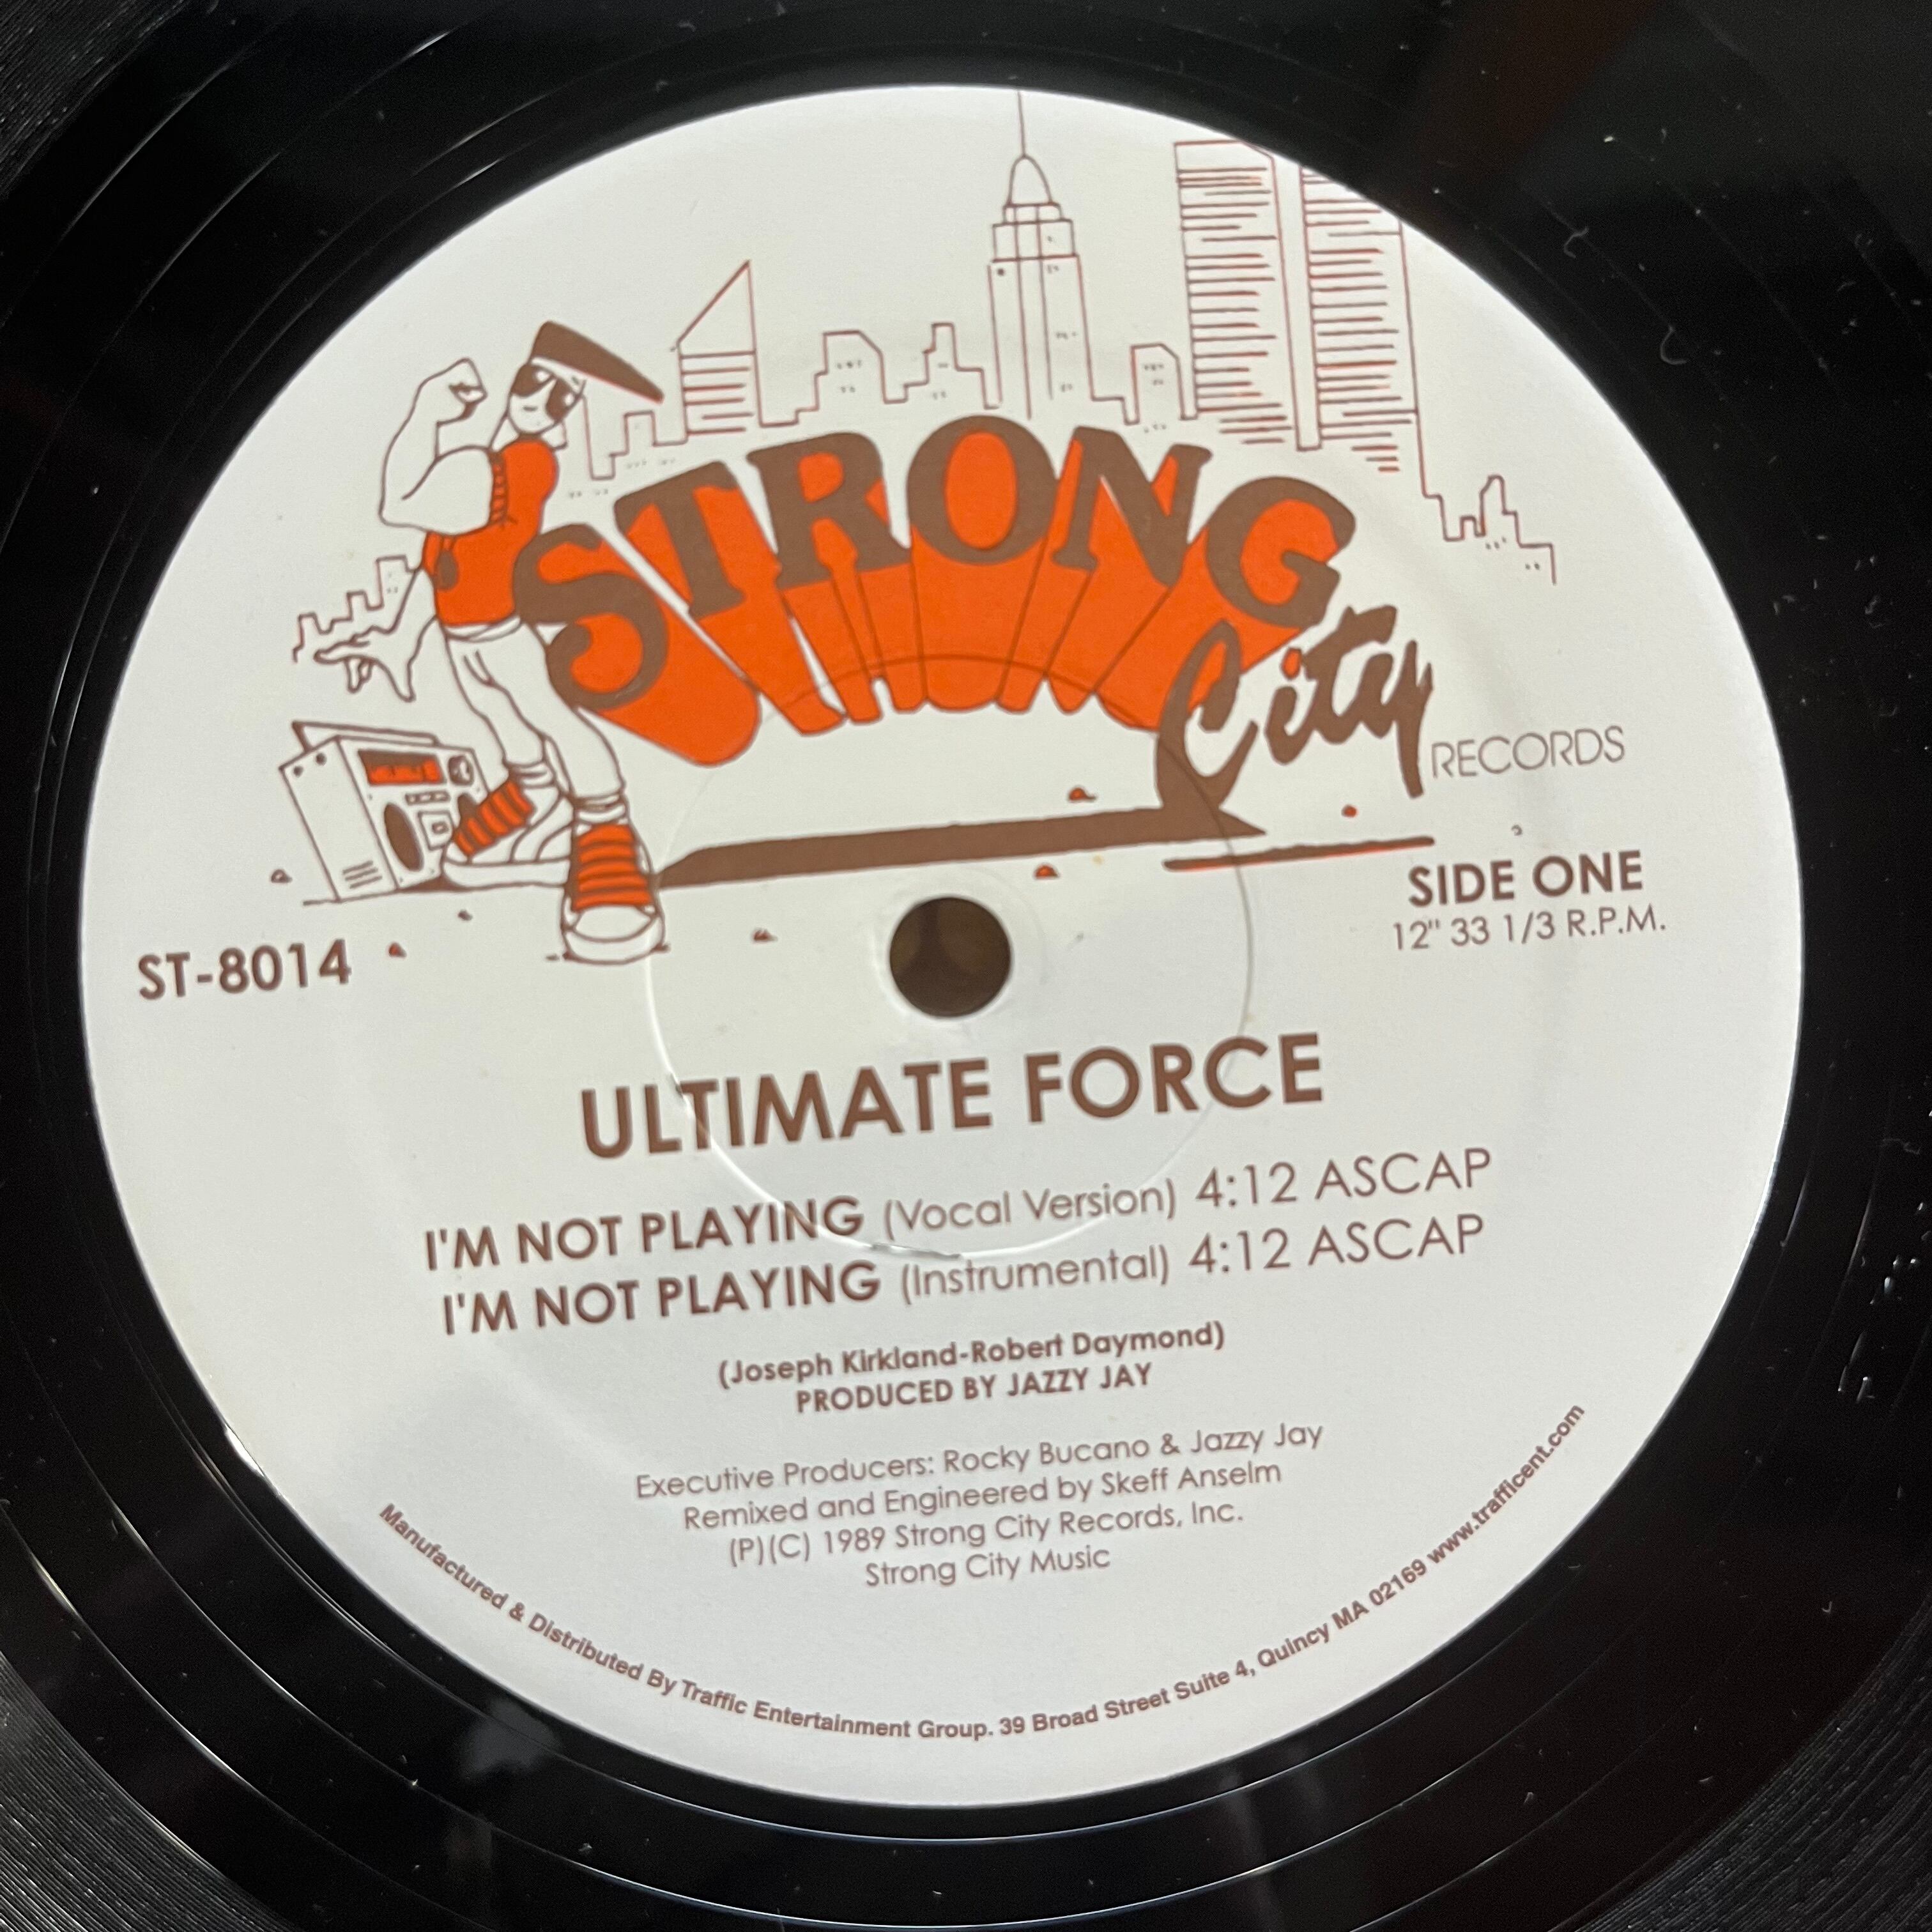 STRONG
City
RECORDS
SIDE ONE
12" 33 1/3 R.P.M.
ST-8014
ULTIMATE FORCE
I'M NOT PLAYING (Vocal Version) 4:12 ASCAP
I'M NOT PLAYING (Instrumental) 4:12 ASCAP
(Joseph Kirkland-Robert Daymond)
PRODUCED BY JAZZY JAY
Executive Producers: Rocky Bucano & Jazzy Jay
Remixed and Engineered by Skeff Anselm
(P)(C) 1989 Strong City Records, Inc.
Strong City Music
Manufactured & Distributed By Traffic Entertainment Group. 39 Broad Street Suite 4, Quincy MA 02169 www.trafficent.com